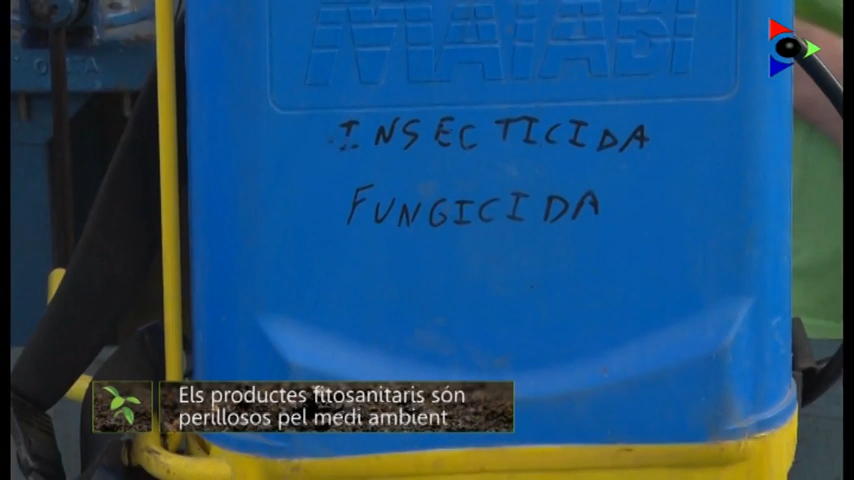 MATABI
INSECTICIDA
FUNGICIDA
Els productes fitosanitaris són
perillosos pel medi ambient